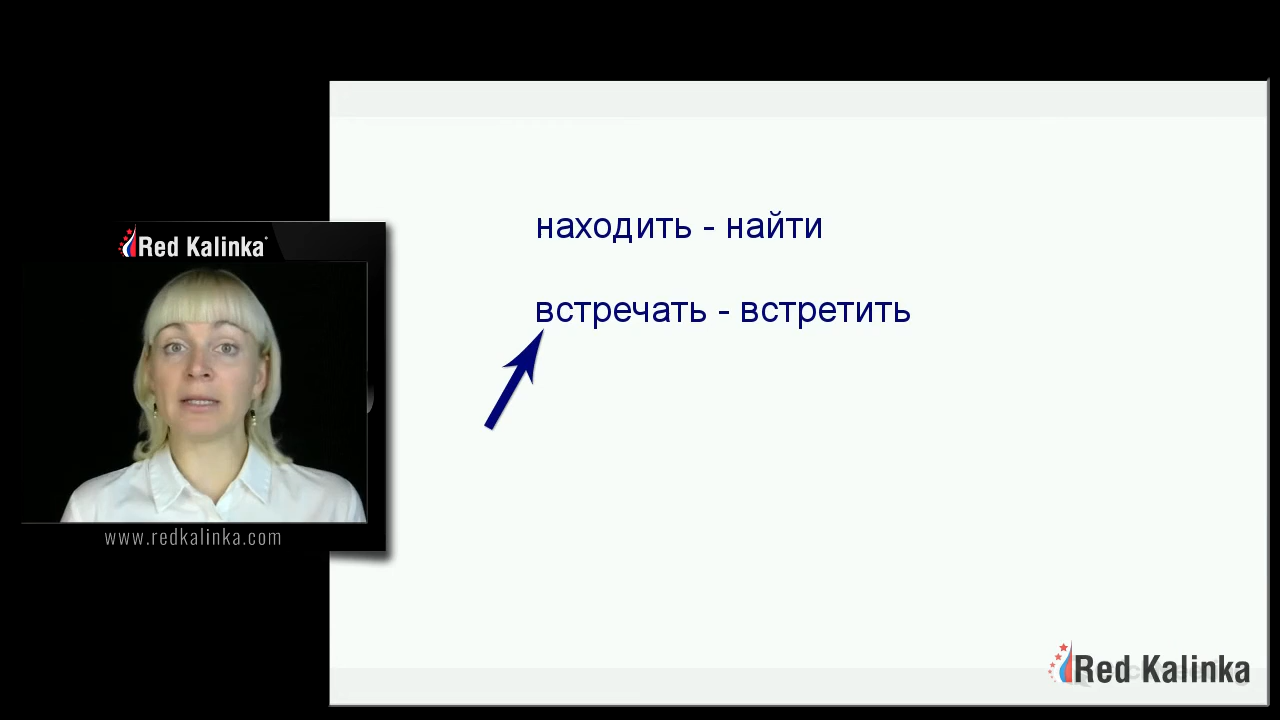 Red Kalinka
www.redkalinka.com
находить - найти
встречать - встретить
Red Kalinka